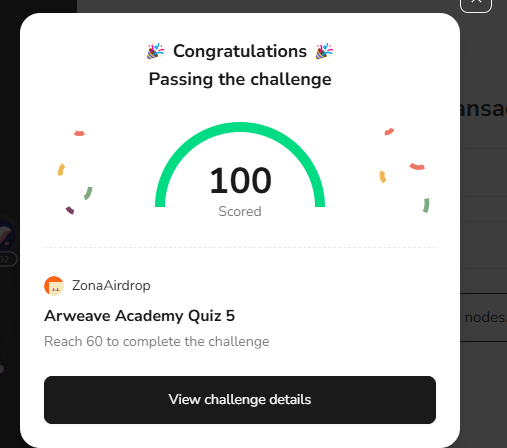 Congratulations
Passing the challenge
100
Scored
ZonaAirdrop
Arweave Academy Quiz 5
Reach 60 to complete the challenge
nodes
View challenge details